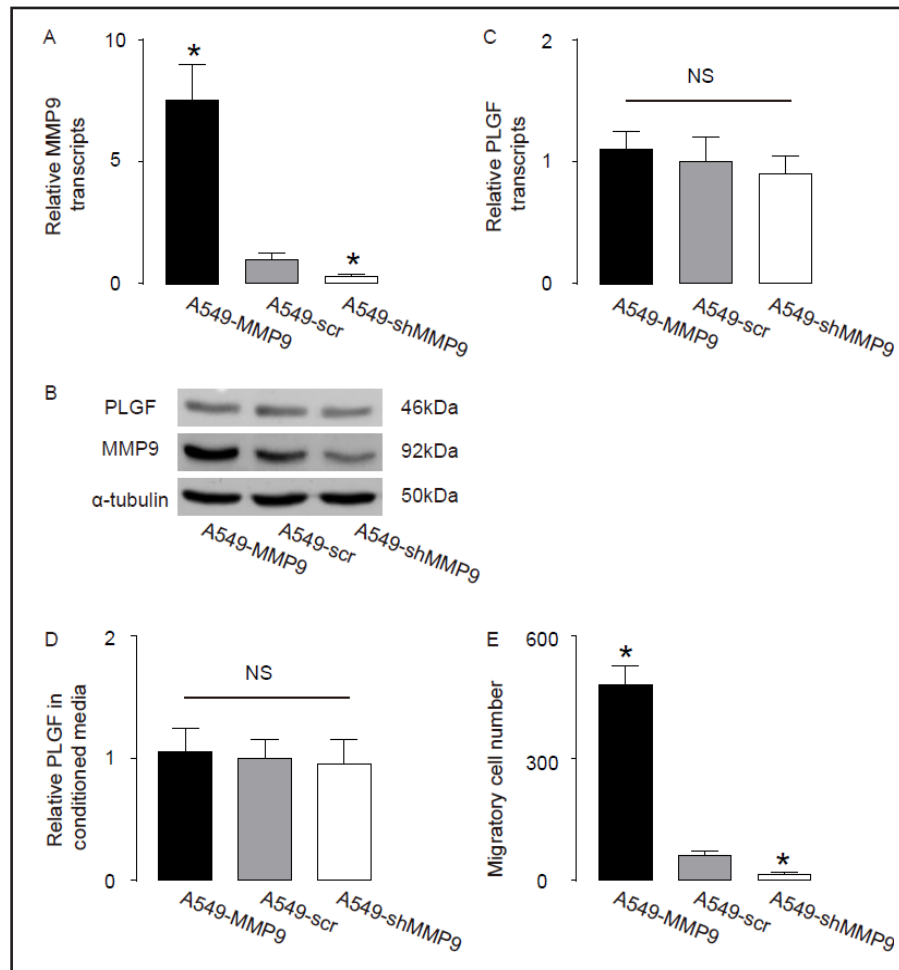 A
Relative MMP9
transcripts
10
5
0
*
*
A549-MMP9
A549-scr
A549-shMMP9
C
Relative PLGF
transcripts
2
1
0
NS
A549-MMP9
A549-scr
A549-shMMP9
B
PLGF
46kDa
MMP9
92kDa
α-tubulin
50kDa
A549-MMP9
A549-scr
A549-shMMP9
D
Relative PLGF in
conditioned media
2
1
0
NS
A549-MMP9
A549-scr
A549-shMMP9
E
Migratory cell number
600
300
0
*
*
A549-MMP9
A549-scr
A549-shMMP9